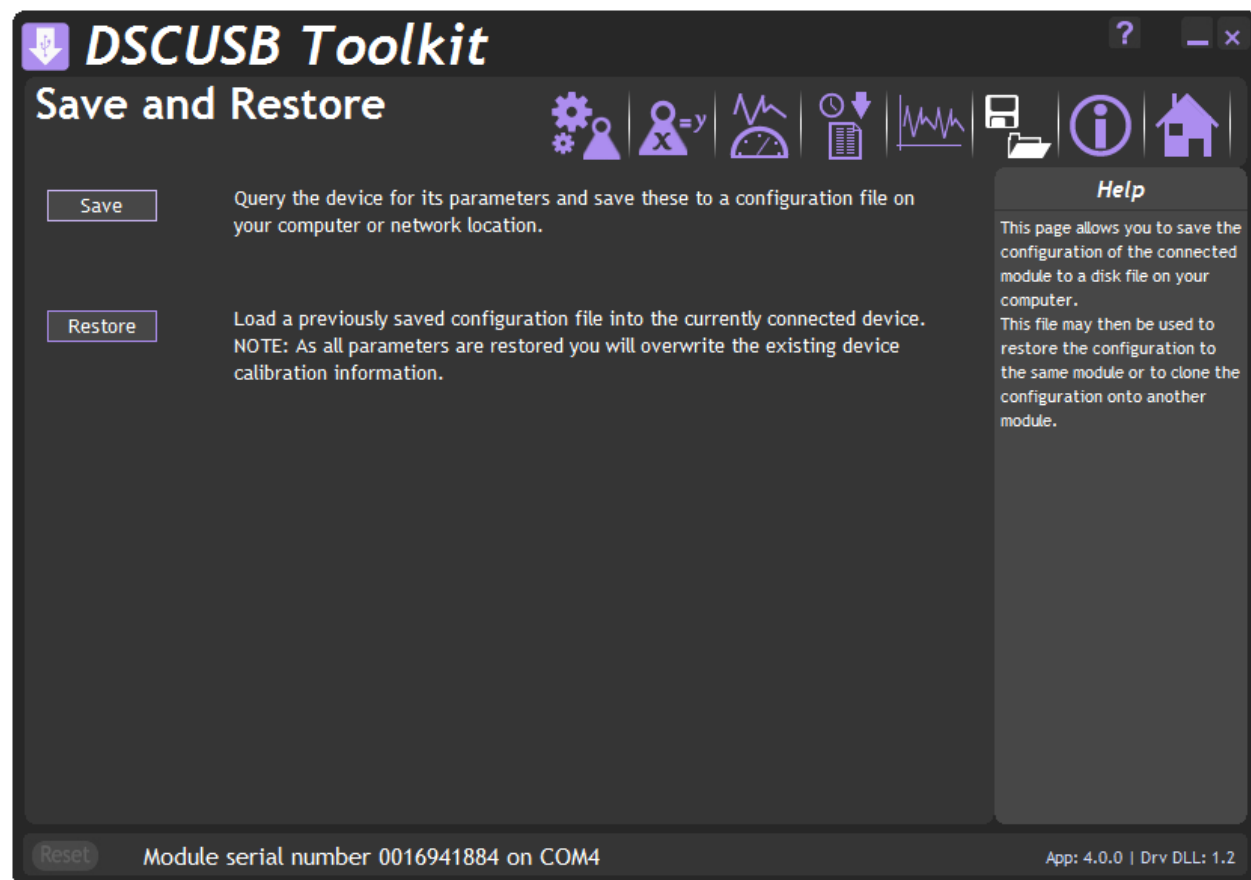 DSCUSB Toolkit
?
Save and Restore
x
=y
Save
Query the device for its parameters and save these to a configuration file on
your computer or network location.
Restore
Load a previously saved configuration file into the currently connected device.
NOTE: As all parameters are restored you will overwrite the existing device
calibration information.
Help
This page allows you to save the
configuration of the connected
module to a disk file on your
computer.
This file may then be used to
restore the configuration to
the same module or to clone the
configuration onto another
module.
Reset
Module serial number 0016941884 on COM4
App: 4.0.0 | Drv DLL: 1.2